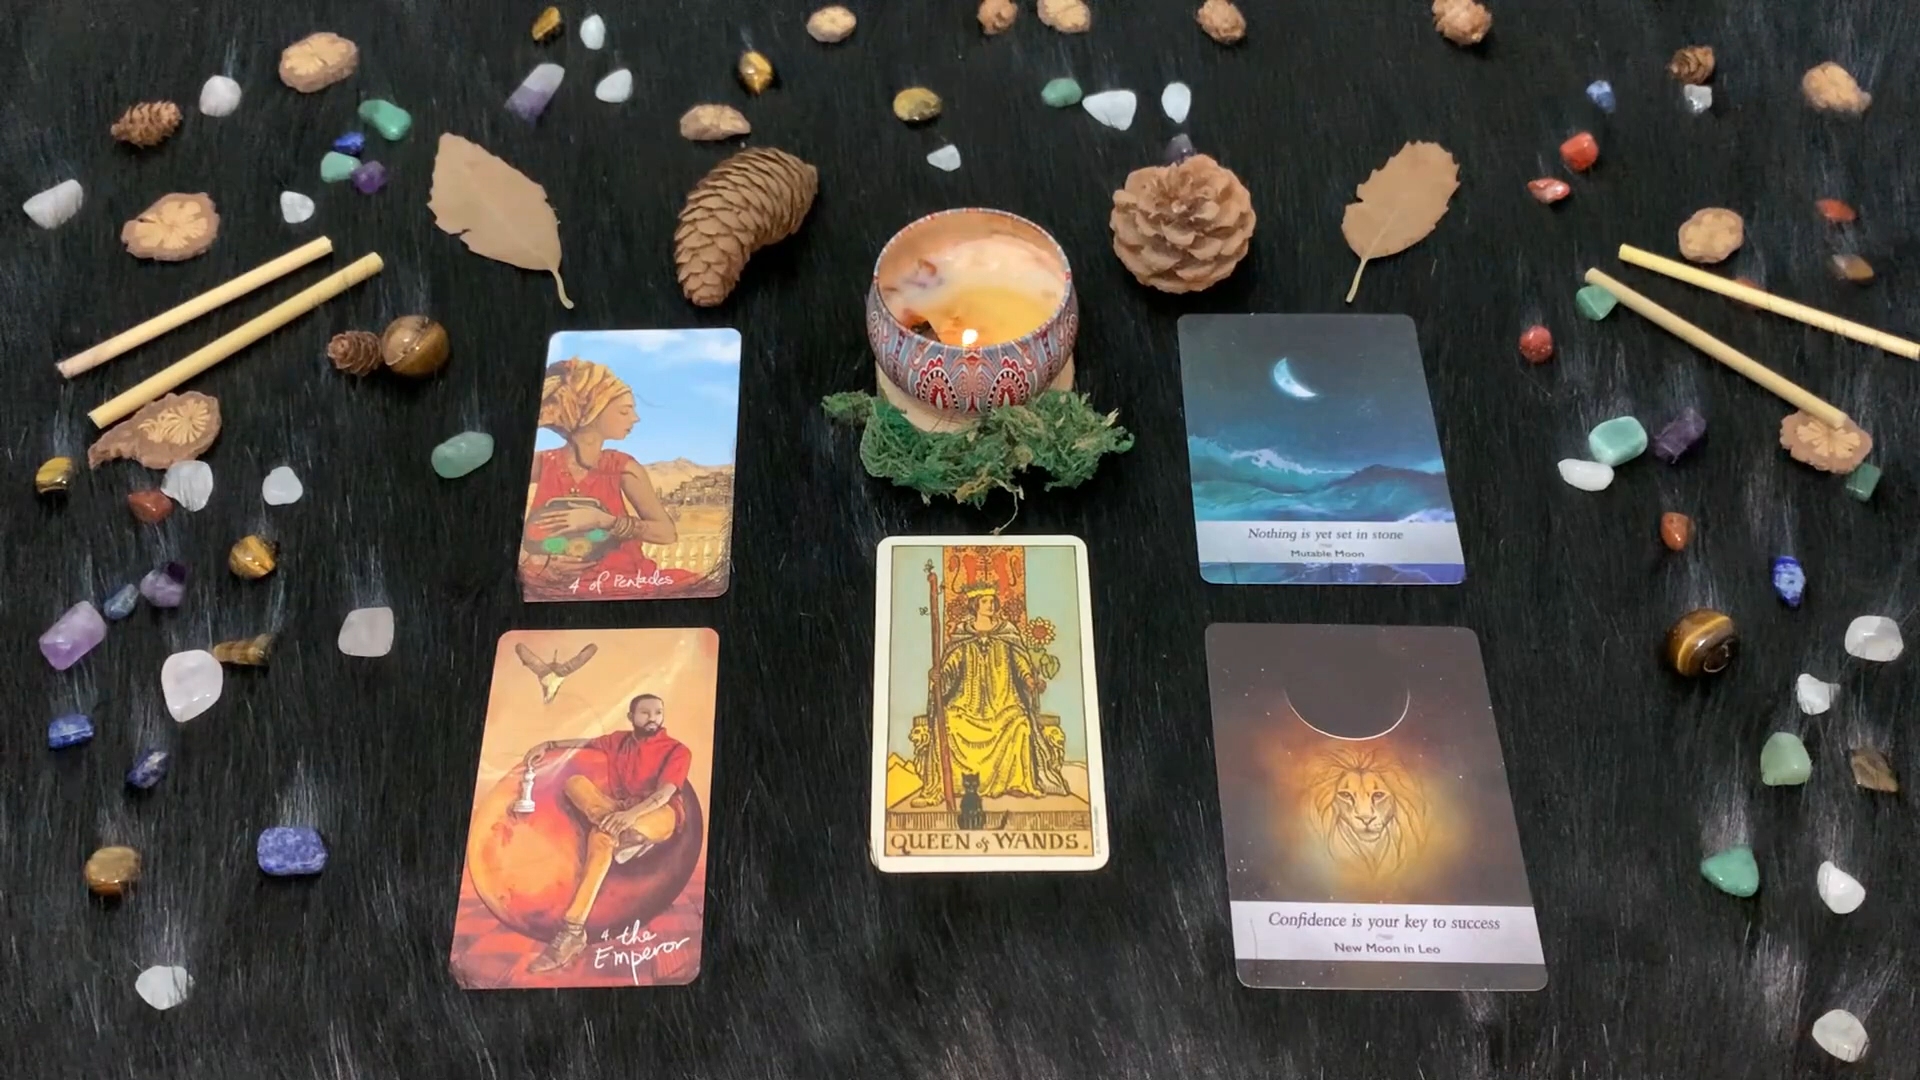 4 of Pentacles
Nothing is yet set in stone
Mutable Moon
QUEEN of WANDS.
4. the
Emperor
Confidence is your key to success
New Moon in Leo